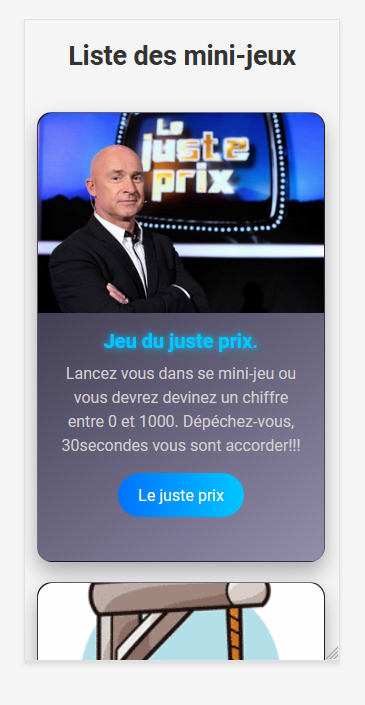 Liste des mini-jeux
Le
juste
prix
Jeu du juste prix.
Lancez vous dans se mini-jeu ou
vous devrez devinez un chiffre
entre 0 et 1000. Dépéchez-vous,
30secondes vous sont accorder!!!
Le juste prix